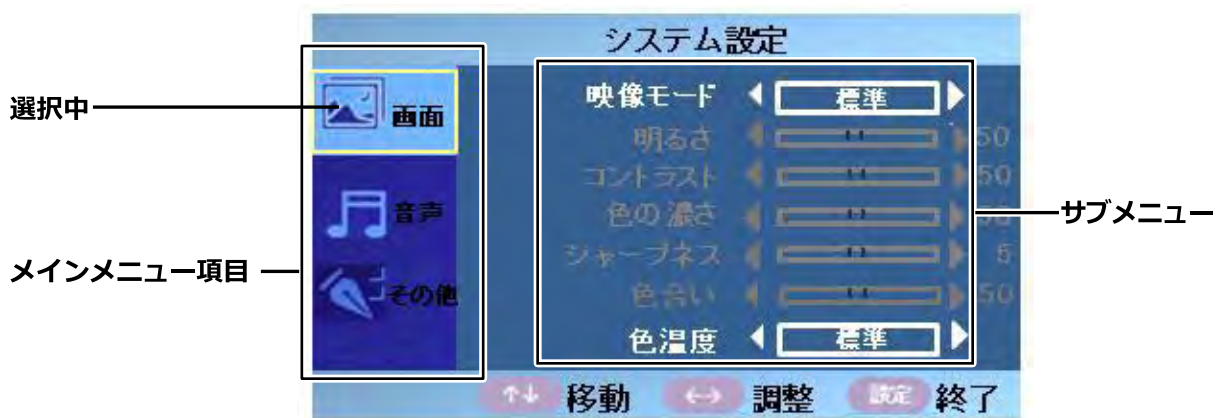 システム設定
選択中
画面
音声
メインメニュー項目
その他
映像モード 標準
明るさ 50
コントラスト 50
色の濃さ 50
シャープネス 5
色合い 50
色温度 標準
サブメニュー
↑↓ 移動 ↔ 調整 設定 終了